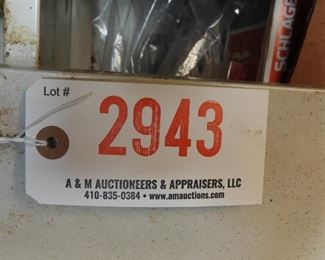 SCHLAGE
Lot #
2943
A & M AUCTIONEERS & APPRAISERS, LLC
410-835-0384 • www.amauctions.com